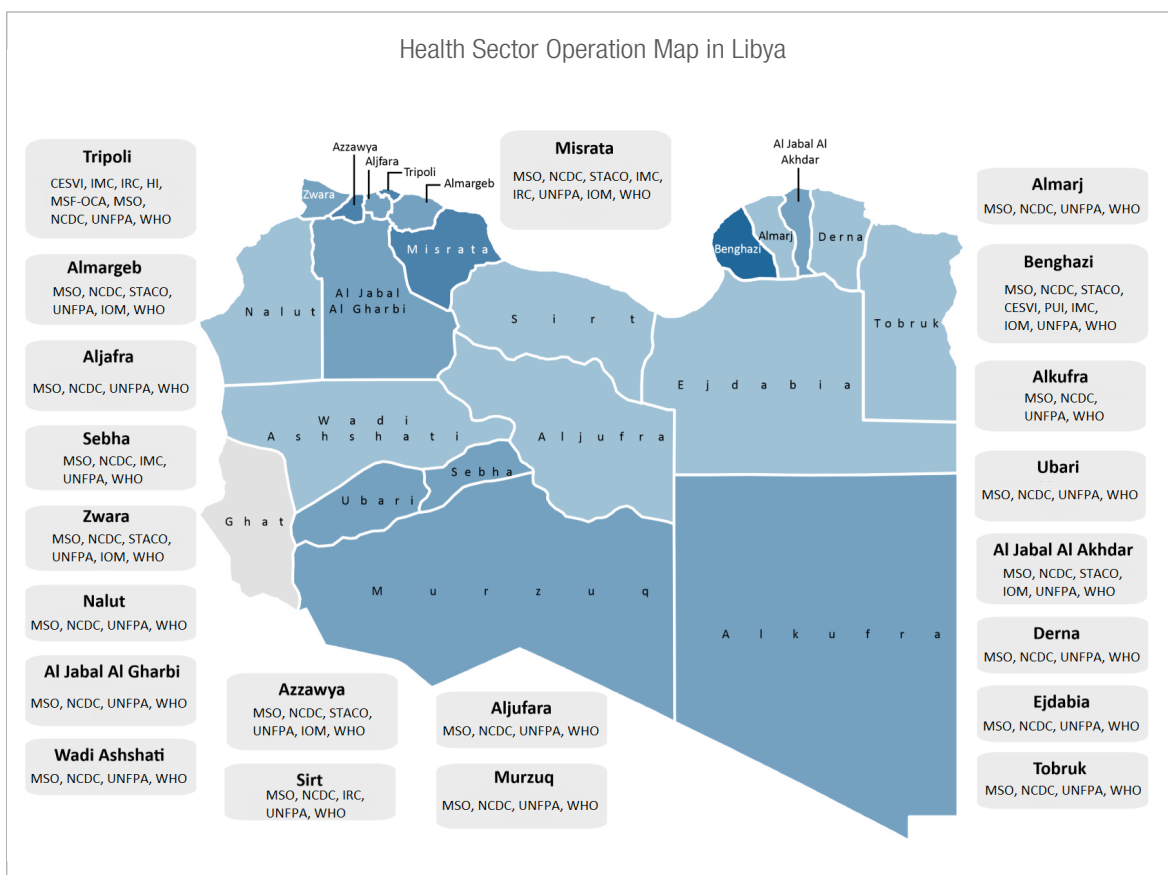 Health Sector Operation Map in Libya
Tripoli
CESVI, IMC, IRC, HI,
MSF-OCA, MSO,
NCDC, UNFPA, WHO
Almargeb
MSO, NCDC, STACO,
UNFPA, IOM, WHO
Aljafra
MSO, NCDC, UNFPA, WHO
Sebha
MSO, NCDC, IMC,
UNFPA, WHO
Zwara
MSO, NCDC, STACO,
UNFPA, IOM, WHO
Nalut
MSO, NCDC, UNFPA, WHO
Al Jabal Al Gharbi
MSO, NCDC, UNFPA, WHO
Wadi Ashshati
MSO, NCDC, UNFPA, WHO
Azzawya
MSO, NCDC, STACO,
UNFPA, IOM, WHO
Sirt
MSO, NCDC, IRC,
UNFPA, WHO
Aljufara
MSO, NCDC, UNFPA, WHO
Murzuq
MSO, NCDC, UNFPA, WHO
Misrata
MSO, NCDC, STACO, IMC,
IRC, UNFPA, IOM, WHO
Almarj
MSO, NCDC, UNFPA, WHO
Benghazi
MSO, NCDC, STACO,
CESVI, PUI, IMC,
IOM, UNFPA, WHO
Alkufra
MSO, NCDC,
UNFPA, WHO
Ubari
MSO, NCDC, UNFPA, WHO
Al Jabal Al Akhdar
MSO, NCDC, STACO,
IOM, UNFPA, WHO
Derna
MSO, NCDC, UNFPA, WHO
Ejdabia
MSO, NCDC, UNFPA, WHO
Tobruk
MSO, NCDC, UNFPA, WHO
Azzawya
Aljfara
Tripoli
Almargeb
Zwara
Misrata
Nalut
Al Jabal
Al Gharbi
Sirt
Al Jabal Al
Akhdar
Benghazi
Almarj
Derna
Tobruk
Ejdabia
Wadi
Ashshati
Aljufra
Sebha
Ubari
Ghat
Murzuq
Alkufra